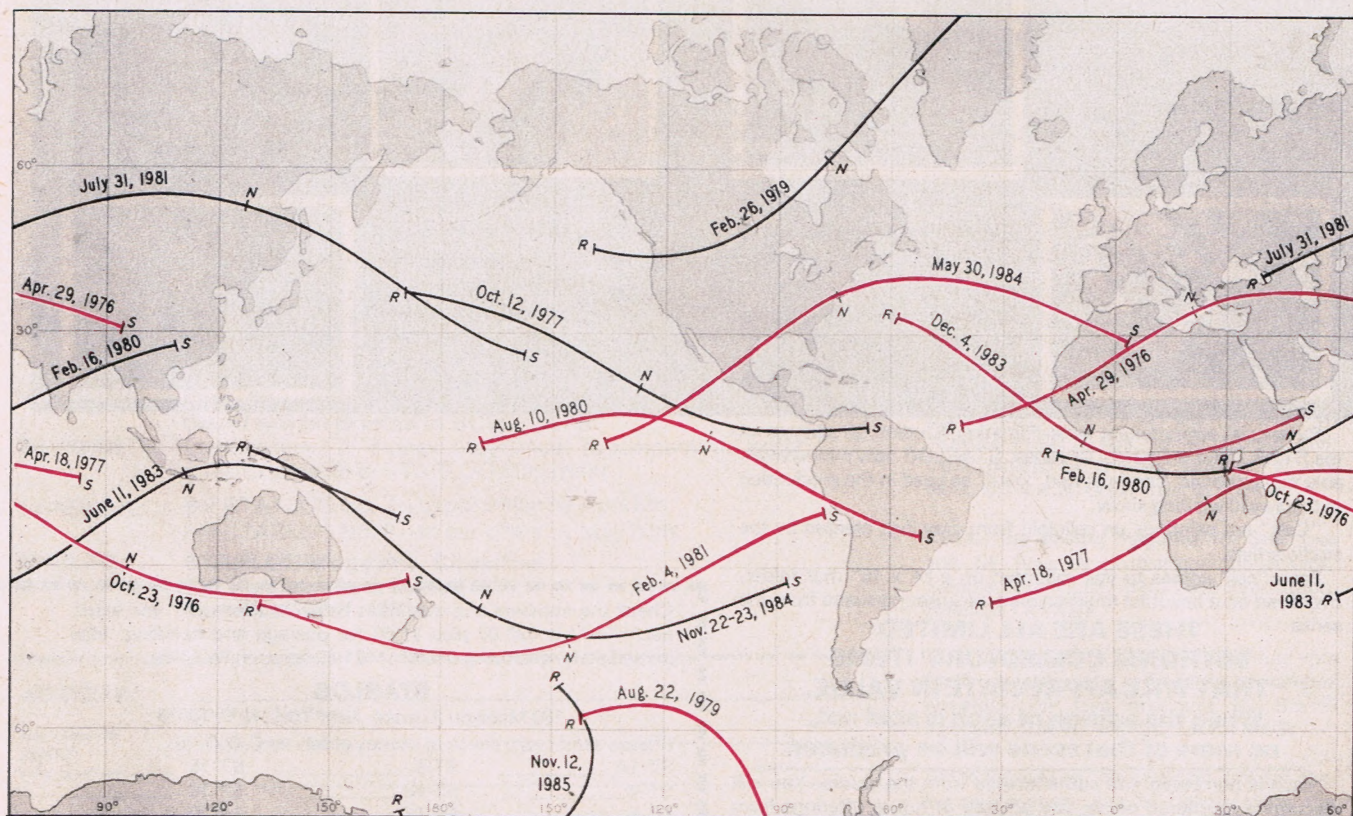 60°
July 31, 1981
N
Feb. 26, 1979
N
R
July 31, 1981
R
May 30, 1984
Apr. 29, 1976
S
R
Oct. 12, 1977
N
R
Dec. 4, 1983
N
30°
S
Feb. 16, 1980
S
S
Apr. 29, 1976
N
Aug. 10, 1980
R
R
N
S
R
N
N
0°
R
R
Feb. 16, 1980
R
Apr. 18, 1977
S
June 11, 1983
N
Oct. 23, 1976
N
S
S
S
30°
N
Oct. 23, 1976
S
R
N
Feb. 4, 1981
S
Nov. 22-23, 1984
Apr. 18, 1977
R
June 11,
1983
R
N
R
Aug. 22, 1979
R
60°
Nov. 12,
1985
R
90°
120°
150°
180°
150°
120°
90°
60°
30°
0°
30°
60°